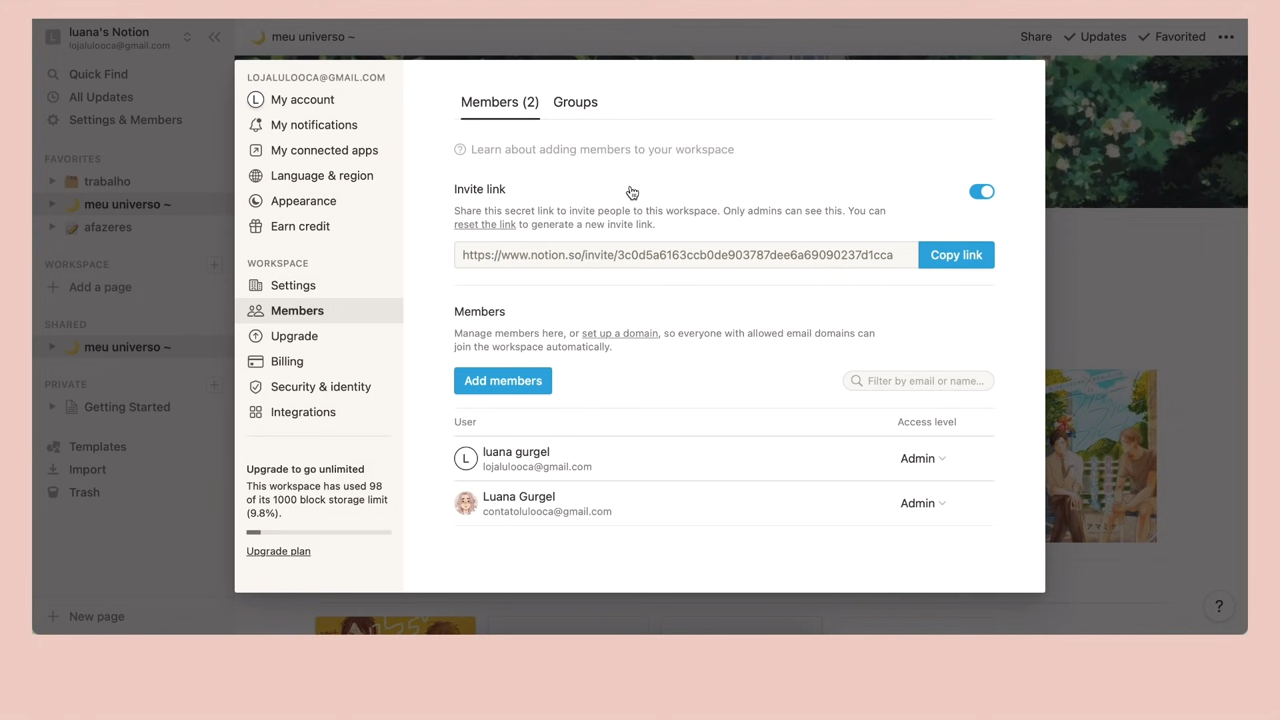 L
luana's Notion
lojalulooca@gmail.com
Quick Find
All Updates
Settings & Members
FAVORITES
trabalho
meu universo ~
afazeres
WORKSPACE
Add a page
SHARED
meu universo ~
PRIVATE
Getting Started
Templates
Import
Trash
New page
meu universo ~
Share
Updates
Favorited
LOJALULOOCA@GMAIL.COM
L
My account
My notifications
My connected apps
Language & region
Appearance
Earn credit
WORKSPACE
Settings
Members
Upgrade
Billing
Security & identity
Integrations
Upgrade to go unlimited
This workspace has used 98
of its 1000 block storage limit
(9.8%).
Upgrade plan
Members (2) Groups
Learn about adding members to your workspace
Invite link
Share this secret link to invite people to this workspace. Only admins can see this. You can
reset the link to generate a new invite link.
https://www.notion.so/invite/3c0d5a6163ccb0de903787dee6a69090237d1cca
Copy link
Members
Manage members here, or set up a domain, so everyone with allowed email domains can
join the workspace automatically.
Add members
Filter by email or name...
User
Access level
L
luana gurgel
lojalulooca@gmail.com
Admin
Luana Gurgel
contatolulooca@gmail.com
Admin
?